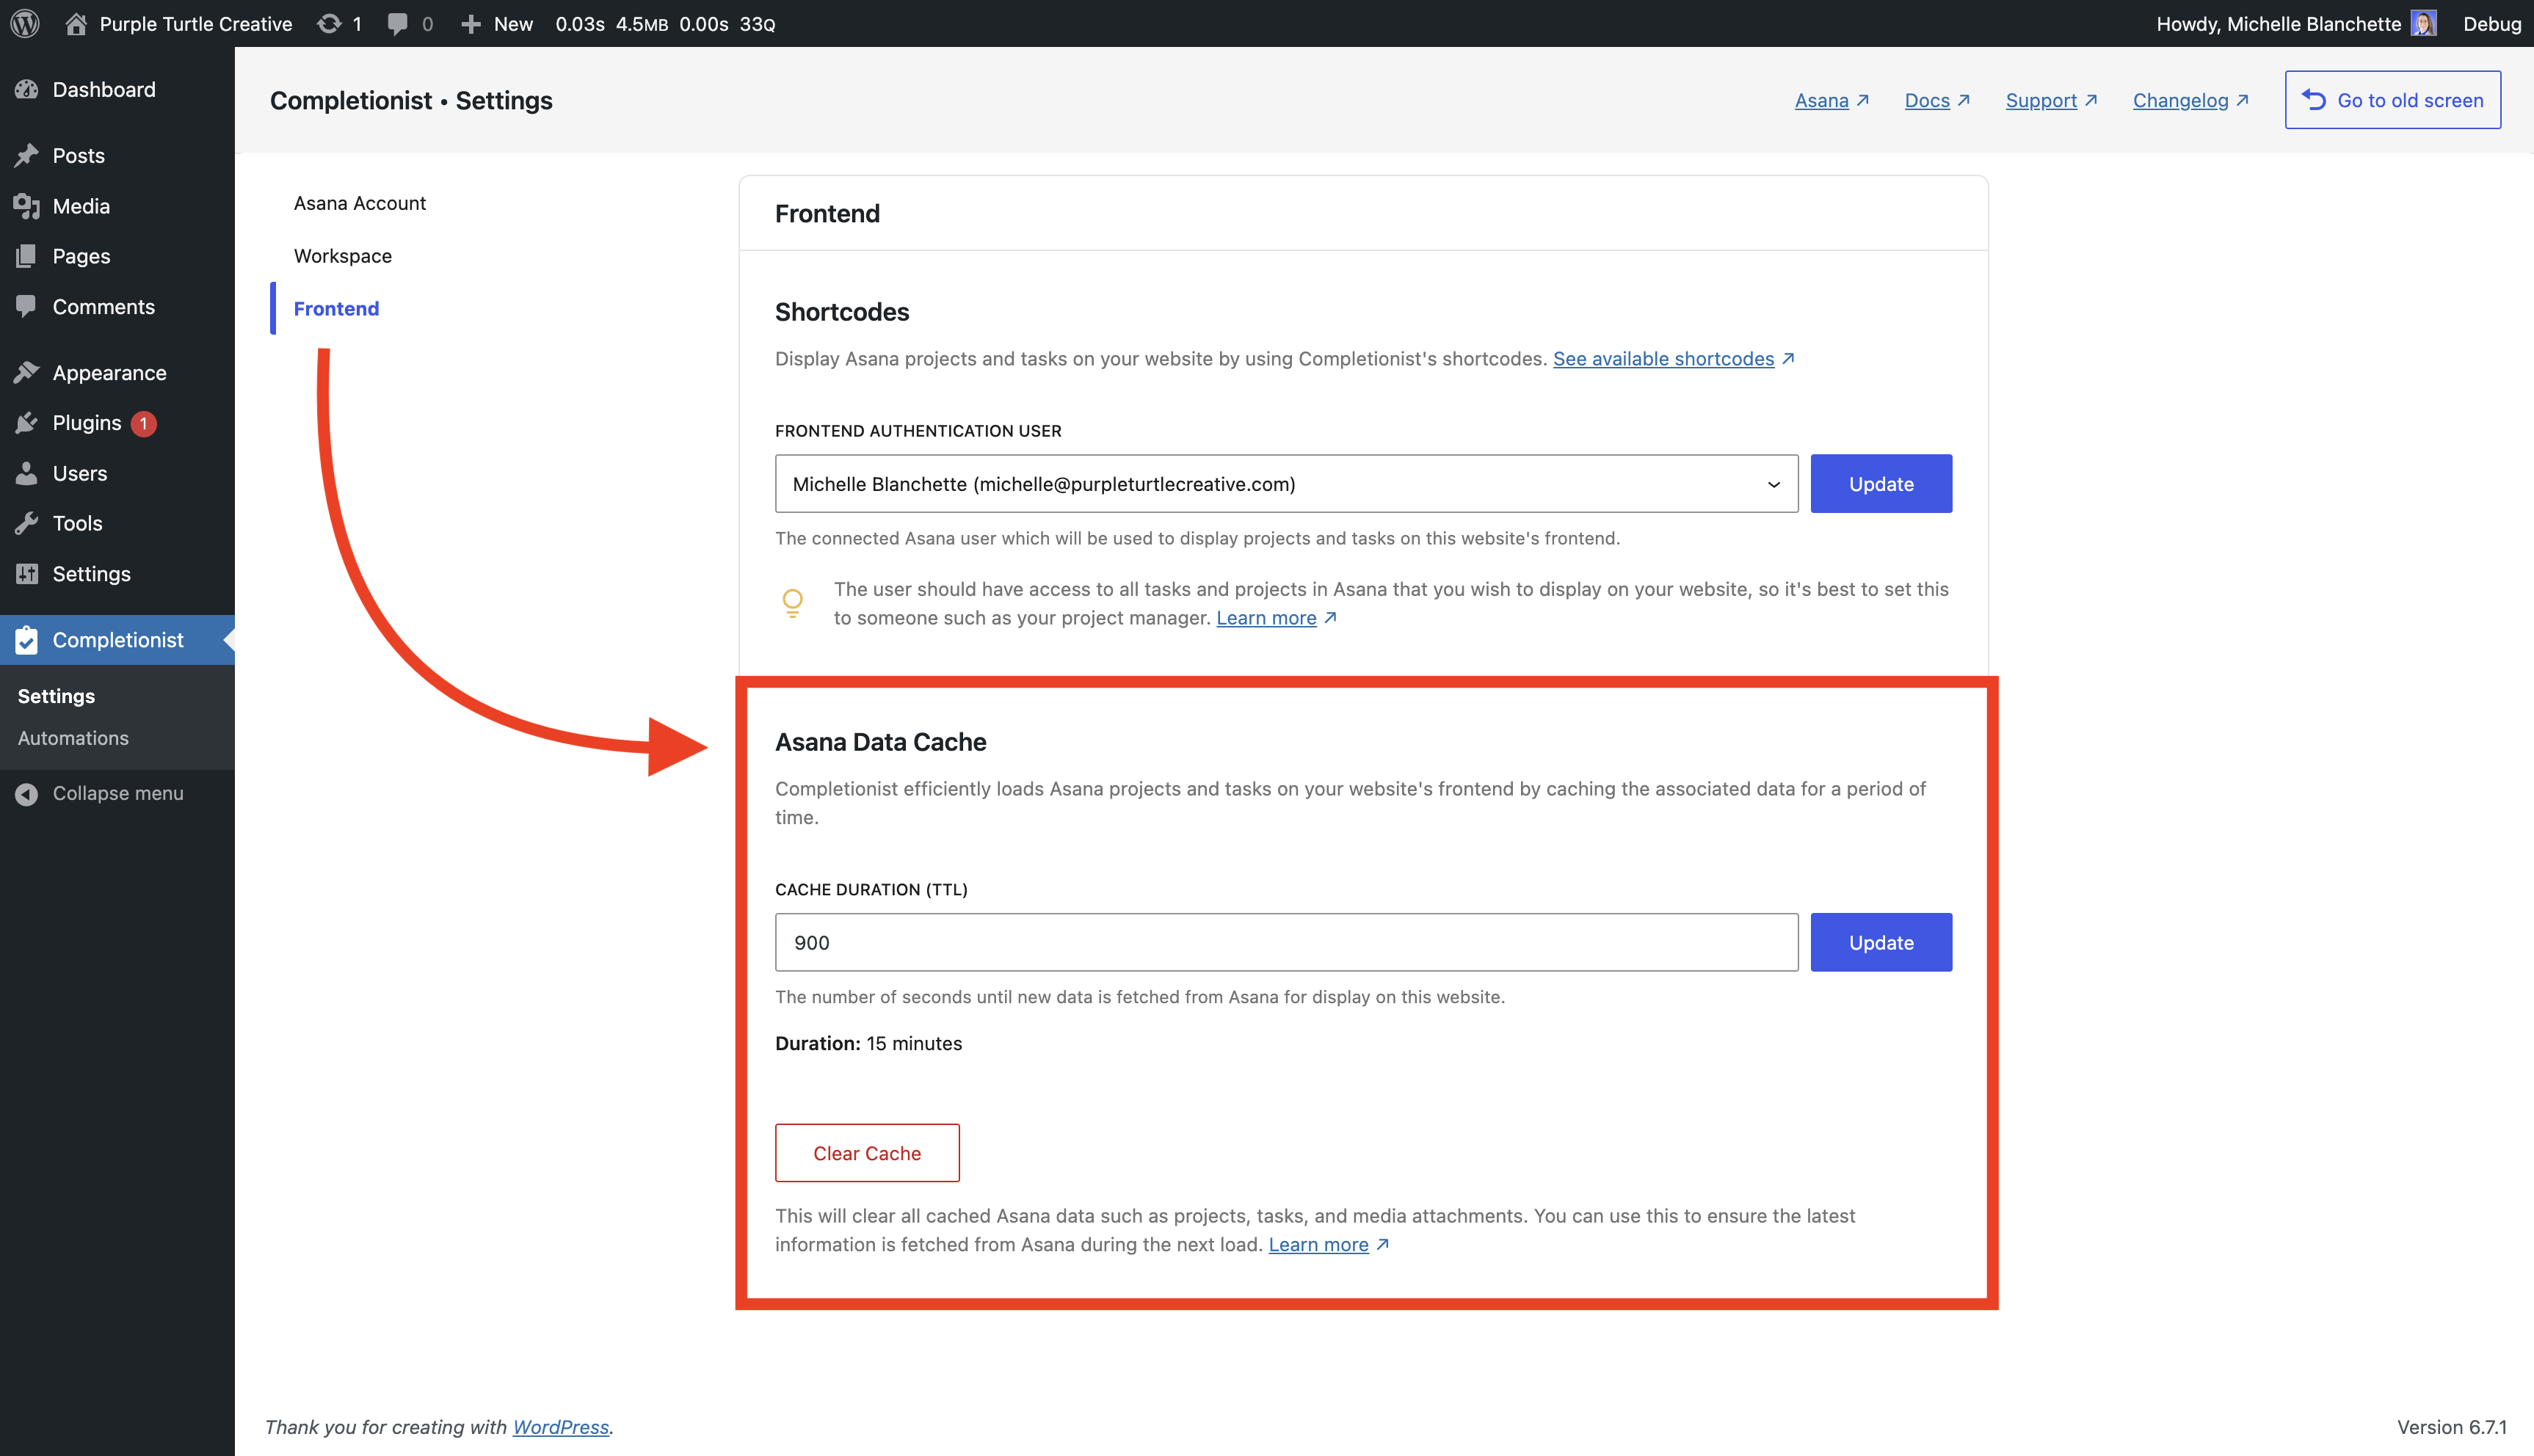 Purple Turtle Creative 1 0 New 0.03s 4.5MB 0.00s 33Q Howdy, Michelle Blanchette Debug
Dashboard
Posts
Media
Pages
Comments
Appearance
Plugins 1
Users
Tools
Settings
Completionist
Settings
Automations
Collapse menu
Completionist • Settings
Asana ↗ Docs ↗ Support ↗ Changelog ↗ Go to old screen
Asana Account
Workspace
Frontend
Frontend
Shortcodes
Display Asana projects and tasks on your website by using Completionist's shortcodes. See available shortcodes ↗
FRONTEND AUTHENTICATION USER
Michelle Blanchette (michelle@purpleturtlecreative.com) Update
The connected Asana user which will be used to display projects and tasks on this website's frontend.
The user should have access to all tasks and projects in Asana that you wish to display on your website, so it's best to set this
to someone such as your project manager. Learn more ↗
Asana Data Cache
Completionist efficiently loads Asana projects and tasks on your website's frontend by caching the associated data for a period of
time.
CACHE DURATION (TTL)
900 Update
The number of seconds until new data is fetched from Asana for display on this website.
Duration: 15 minutes
Clear Cache
This will clear all cached Asana data such as projects, tasks, and media attachments. You can use this to ensure the latest
information is fetched from Asana during the next load. Learn more ↗
Thank you for creating with WordPress.
Version 6.7.1